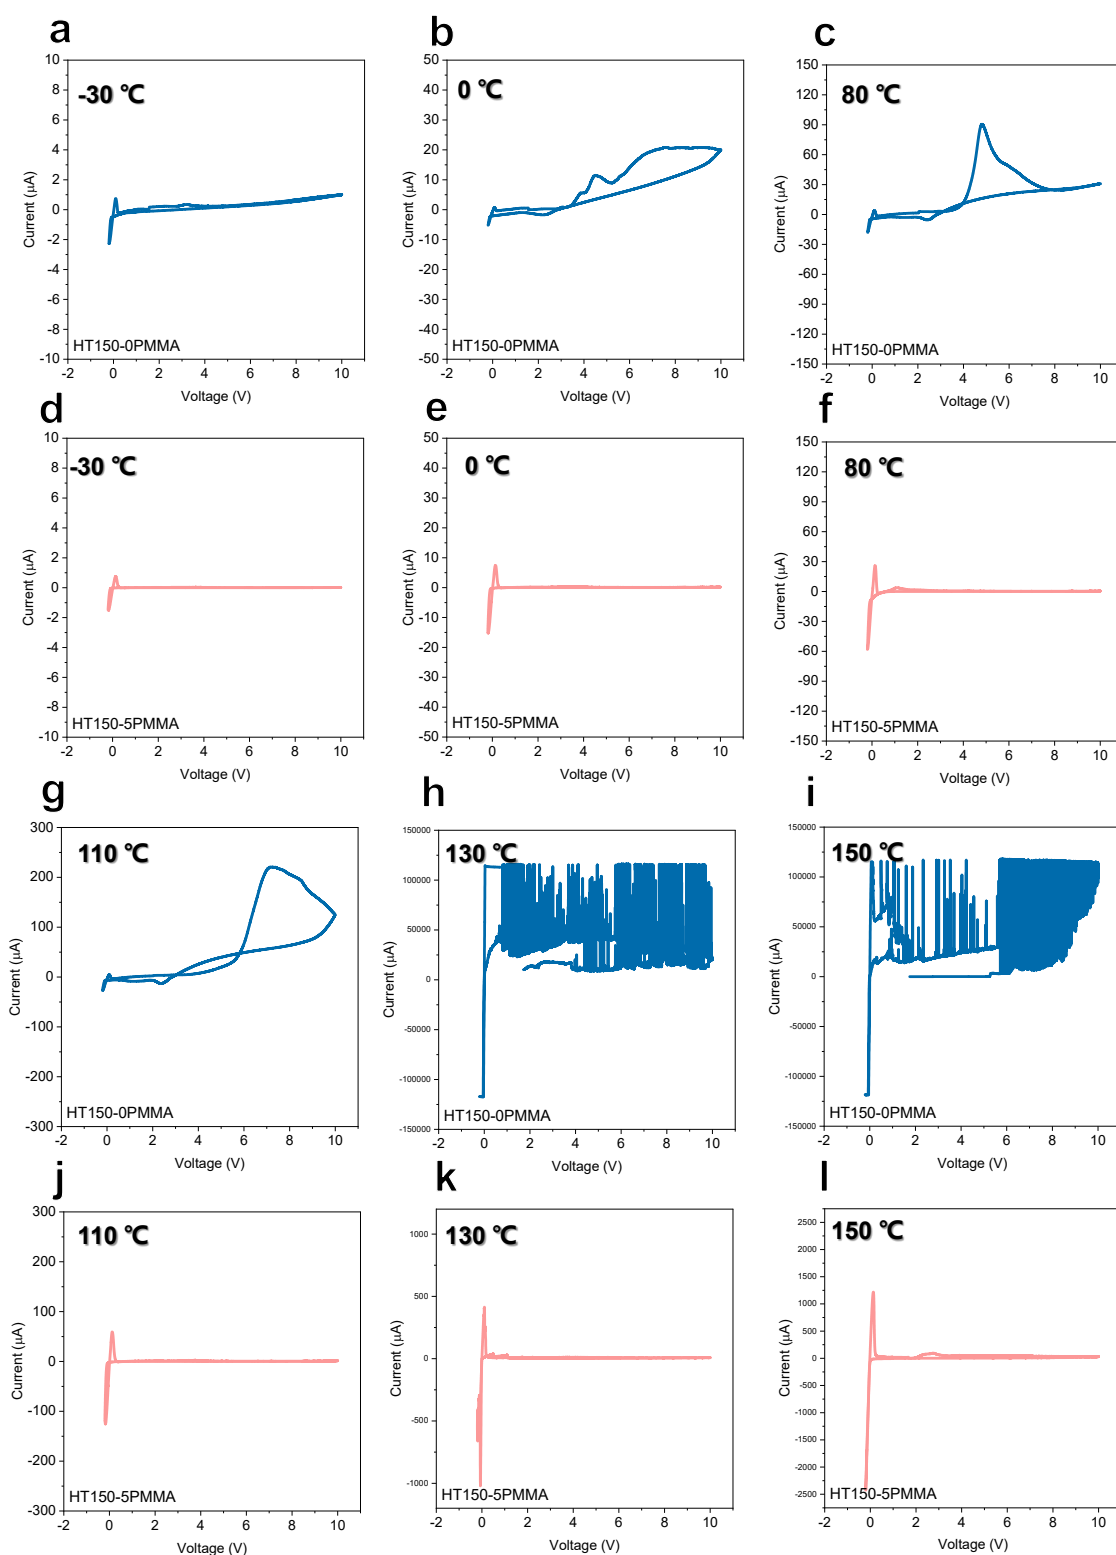 a
10
8
6
4
2
0
-2
-4
-6
-8
-10
-30 ℃
HT150-0PMMA
Current (μA)
-2 0 2 4 6 8 10
Voltage (V)
b
50
40
30
20
10
0
-10
-20
-30
-40
-50
0 ℃
HT150-0PMMA
Current (μA)
-2 0 2 4 6 8 10
Voltage (V)
c
150
120
90
60
30
0
-30
-60
-90
-120
-150
80 ℃
HT150-0PMMA
Current (μA)
-2 0 2 4 6 8 10
Voltage (V)
d
10
8
6
4
2
0
-2
-4
-6
-8
-10
-30 ℃
HT150-5PMMA
Current (μA)
-2 0 2 4 6 8 10
Voltage (V)
e
50
40
30
20
10
0
-10
-20
-30
-40
-50
0 ℃
HT150-5PMMA
Current (μA)
-2 0 2 4 6 8 10
Voltage (V)
f
150
120
90
60
30
0
-30
-60
-90
-120
-150
80 ℃
HT150-5PMMA
Current (μA)
-2 0 2 4 6 8 10
Voltage (V)
g
300
200
100
0
-100
-200
-300
110 ℃
HT150-0PMMA
Current (μA)
-2 0 2 4 6 8 10
Voltage (V)
h
150000
100000
50000
0
-50000
-100000
-150000
130 ℃
HT150-0PMMA
Current (μA)
-2 0 2 4 6 8 10
Voltage (V)
i
150000
100000
50000
0
-50000
-100000
-150000
150 ℃
HT150-0PMMA
Current (μA)
-2 0 2 4 6 8 10
Voltage (V)
j
300
200
100
0
-100
-200
-300
110 ℃
HT150-5PMMA
Current (μA)
-2 0 2 4 6 8 10
Voltage (V)
k
1000
500
0
-500
-1000
130 ℃
HT150-5PMMA
Current (μA)
-2 0 2 4 6 8 10
Voltage (V)
l
2500
2000
1500
1000
500
0
-500
-1000
-1500
-2000
-2500
150 ℃
HT150-5PMMA
Current (μA)
-2 0 2 4 6 8 10
Voltage (V)